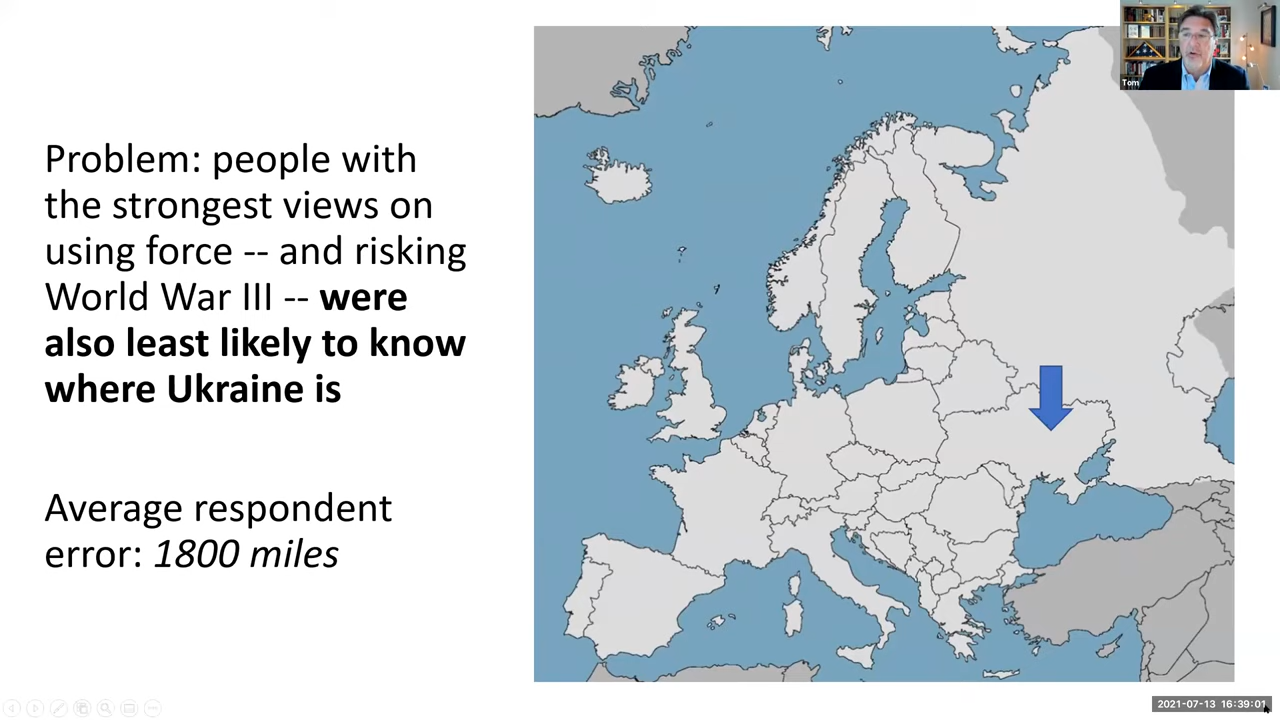 Problem: people with
the strongest views on
using force -- and risking
World War III -- were
also least likely to know
where Ukraine is
Average respondent
error: 1800 miles
Tom
2021-07-13 16:39:01